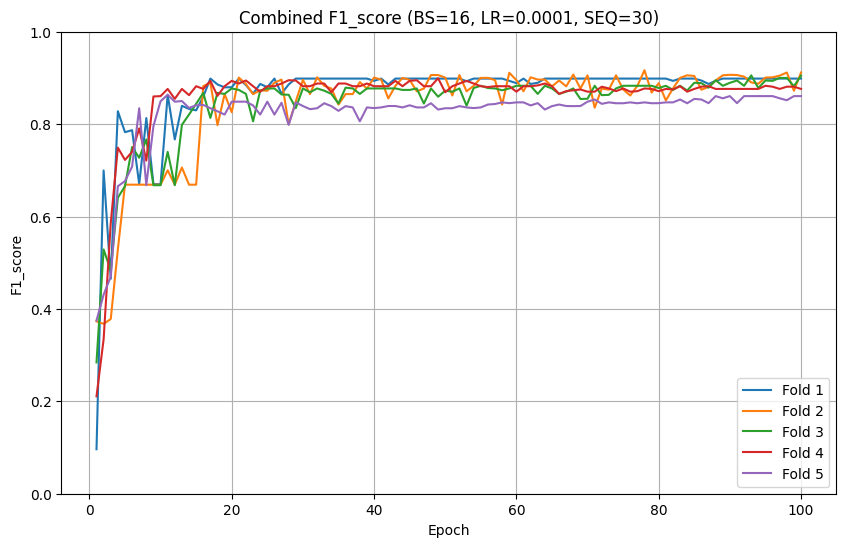 Combined F1_score (BS=16, LR=0.0001, SEQ=30)
1.0
0.8
0.6
0.4
0.2
0.0
F1_score
0 20 40 60 80 100
Epoch
Fold 1
Fold 2
Fold 3
Fold 4
Fold 5